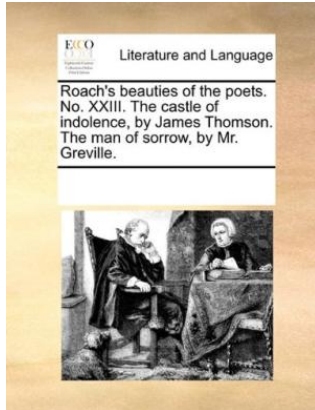 ECCO
Literature and Language
Roach's beauties of the poets.
No. XXIII. The castle of
indolence, by James Thomson.
The man of sorrow, by Mr.
Greville.